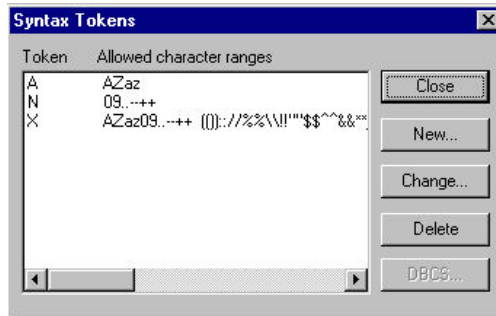 Syntax Tokens
Token Allowed character ranges
A AZaz
N 09..--++
X AZaz09..--++ (())::///%%\\!!""''$$^^&&**
Close
New...
Change...
Delete
DBCS...